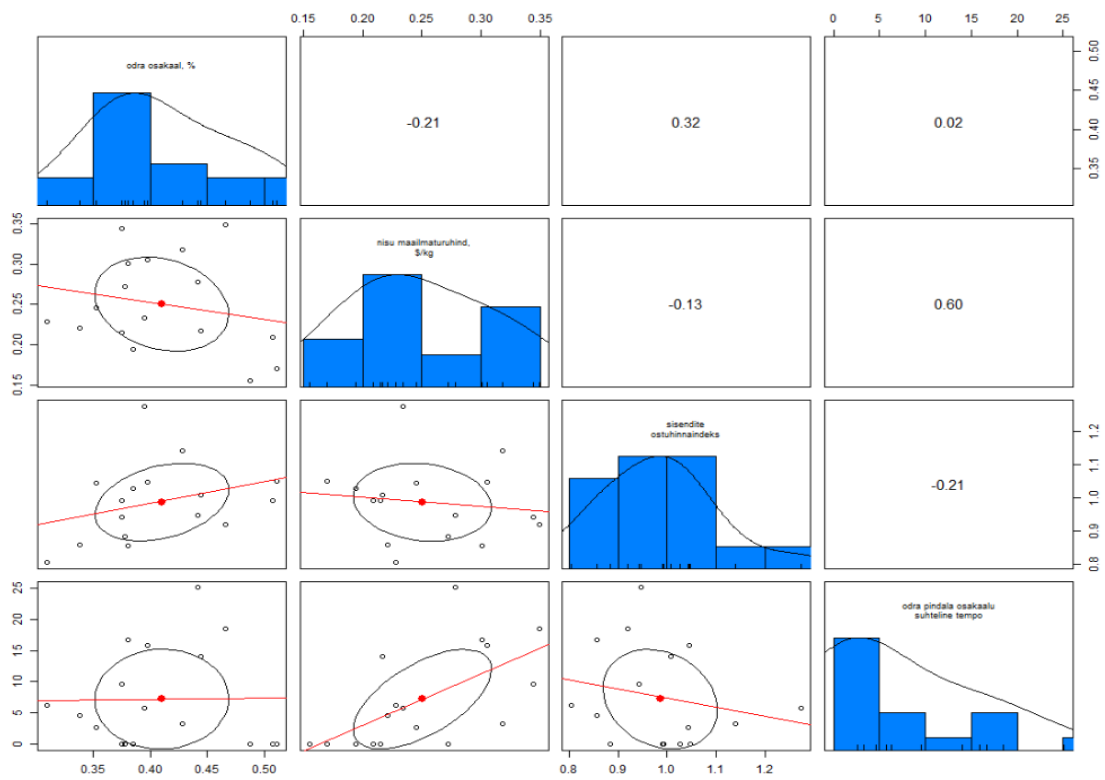 0.15 0.20 0.25 0.30 0.35
0 5 10 15 20 25
odra osakaal, %
-0.21
0.32
0.02
0.35 0.40 0.45 0.50
0.15 0.20 0.25 0.30 0.35
nisu maailmaturuhind,
$/kg
-0.13
0.60
sisendite
ostuhinnaindeks
-0.21
0.8 0.9 1.0 1.1 1.2
0 5 10 15 20 25
odra pindala osakaalu
suhteline tempo
0.35 0.40 0.45 0.50
0.8 0.9 1.0 1.1 1.2